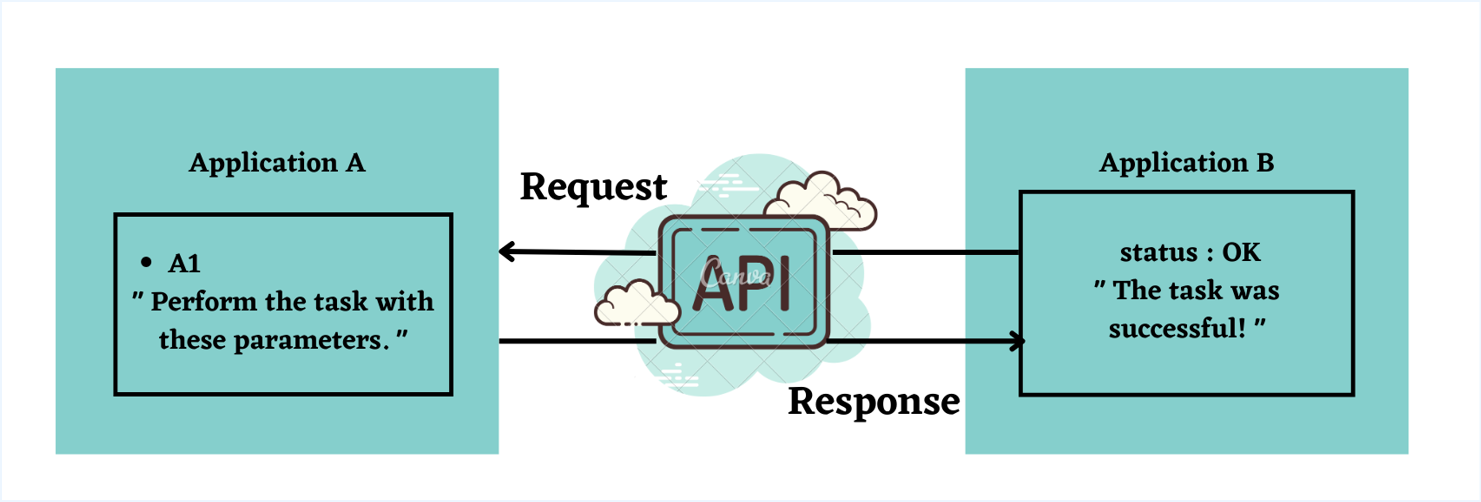 Application A
• A1
" Perform the task with
these parameters. "
Request
API
Canva
Response
Application B
status : OK
" The task was
successful! "